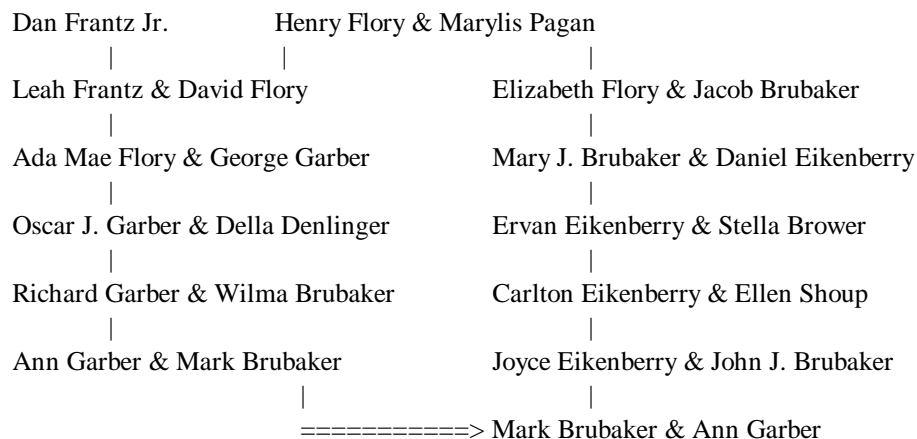 Dan Frantz Jr. Henry Flory & Marylis Pagan
| | |
Leah Frantz & David Flory Elizabeth Flory & Jacob Brubaker
| |
Ada Mae Flory & George Garber Mary J. Brubaker & Daniel Eikenberry
| |
Oscar J. Garber & Della Denlinger Ervan Eikenberry & Stella Brower
| |
Richard Garber & Wilma Brubaker Carlton Eikenberry & Ellen Shoup
| |
Ann Garber & Mark Brubaker Joyce Eikenberry & John J. Brubaker
| |
===========> Mark Brubaker & Ann Garber